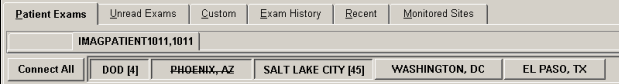 Patient Exams Unread Exams Custom Exam History Recent Monitored Sites
IMAGPATIENT1011,1011
Connect All DOD [4] PHOENIX, AZ SALT LAKE CITY [45] WASHINGTON, DC EL PASO, TX